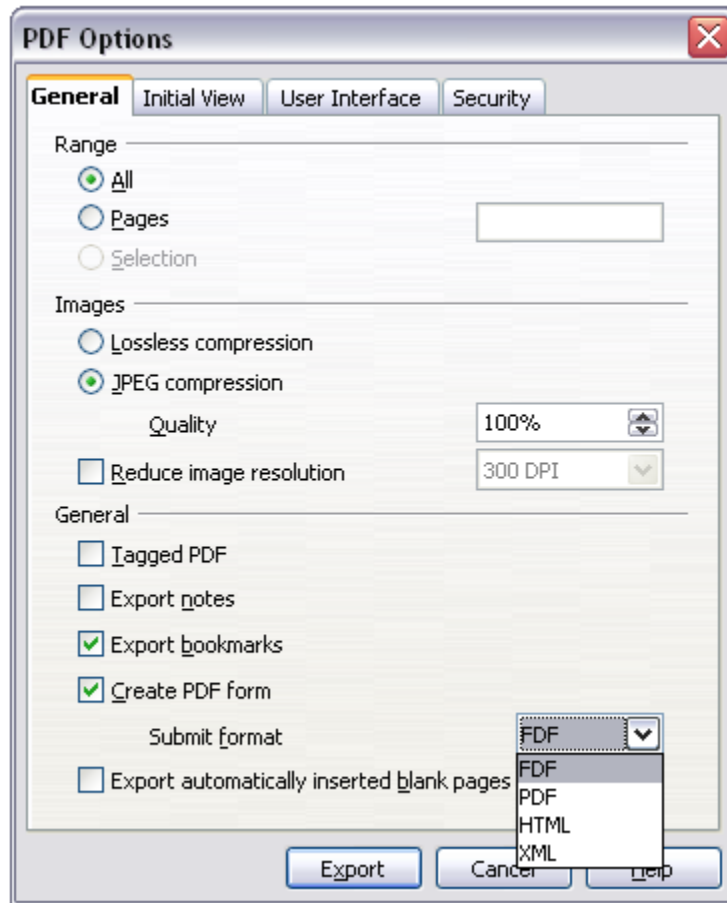 PDF Options
General Initial View User Interface Security
Range
All
Pages
Selection
Images
Lossless compression
JPEG compression
Quality 100%
Reduce image resolution 300 DPI
General
Tagged PDF
Export notes
Export bookmarks
Create PDF form
Submit format FDF
FDF
Export automatically inserted blank pages
PDF
HTML
XML
Export Cancel Help